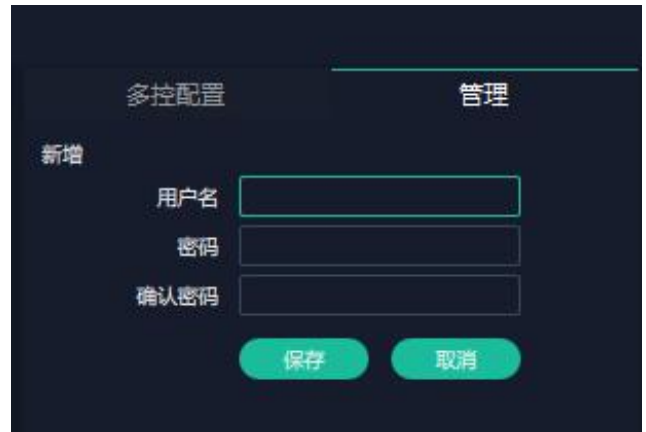 多控配置 管理
新增
用户名
密码
确认密码
保存 取消